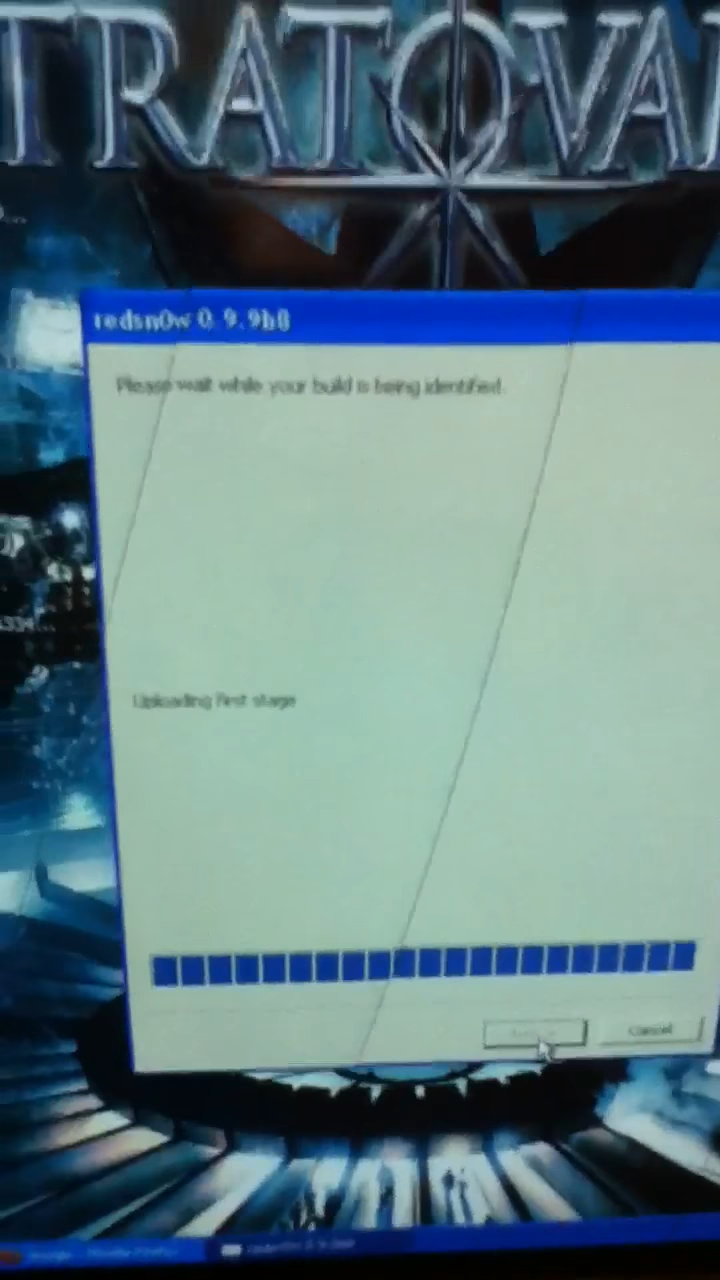 TRATOVA
redsn0w 0.9.9b8
Please wait while your build is being identified.
Uploading first stage
Cancel